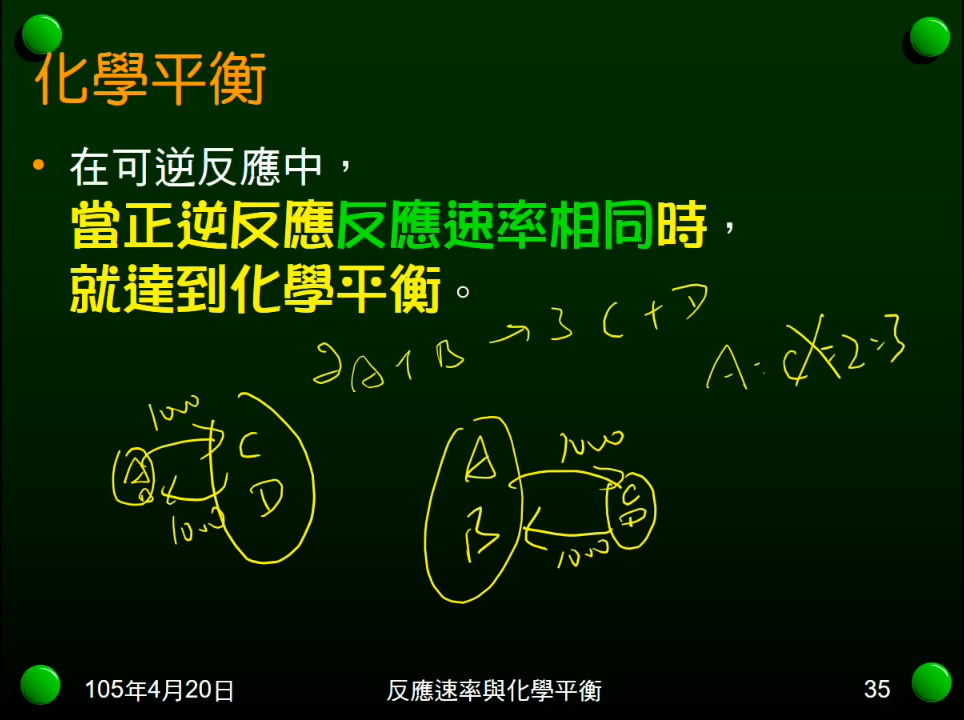 化學平衡
• 在可逆反應中，
當正逆反應反應速率相同時，
就達到化學平衡。
2A+B → 3C+D
A:C=2:3
1000
A
B
C
D
1000
A
B
1000
C
D
1000
105年4月20日
反應速率與化學平衡
35